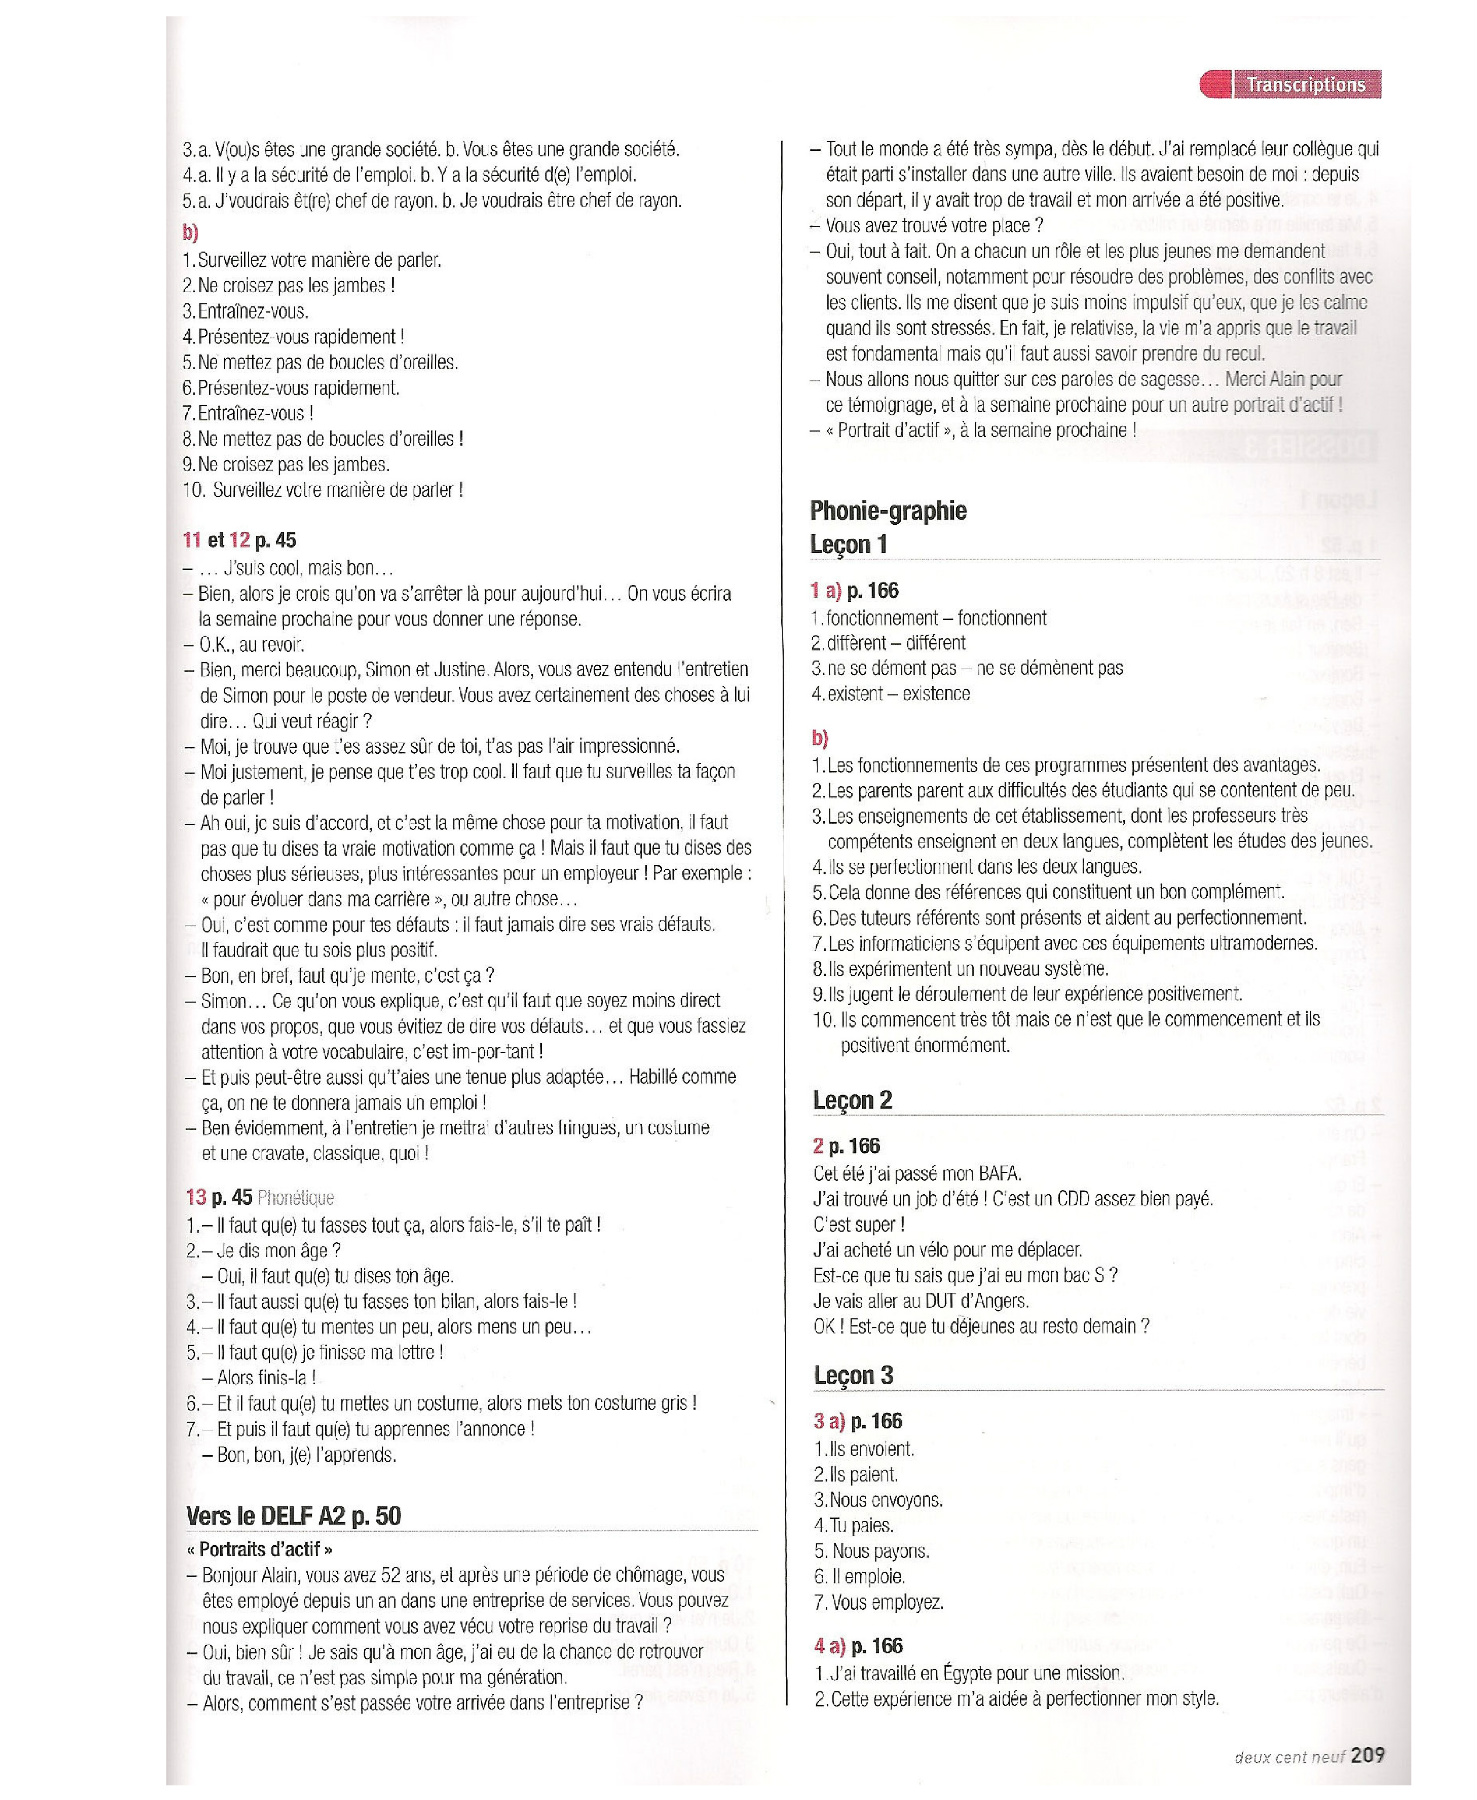 Transcriptions
3.a. V(ou)s êtes une grande société. b. Vous êtes une grande société.
4.a. Il y a la sécurité de l'emploi. b. Y a la sécurité d(e) l'emploi.
5.a. J'voudrais êt(re) chef de rayon. b. Je voudrais être chef de rayon.
b)
1. Surveillez votre manière de parler.
2. Ne croisez pas les jambes !
3. Entraînez-vous.
4. Présentez-vous rapidement !
5. Ne mettez pas de boucles d'oreilles.
6. Présentez-vous rapidement.
7. Entraînez-vous !
8. Ne mettez pas de boucles d'oreilles !
9. Ne croisez pas les jambes.
10. Surveillez votre manière de parler !
11 et 12 p. 45
– … J'suis cool, mais bon…
– Bien, alors je crois qu'on va s'arrêter là pour aujourd'hui… On vous écrira
la semaine prochaine pour vous donner une réponse.
– O.K., au revoir.
– Bien, merci beaucoup, Simon et Justine. Alors, vous avez entendu l'entretien
de Simon pour le poste de vendeur. Vous avez certainement des choses à lui
dire… Qui veut réagir ?
– Moi, je trouve que t'es assez sûr de toi, t'as pas l'air impressionné.
– Moi justement, je pense que t'es trop cool. Il faut que tu surveilles ta façon
de parler !
– Ah oui, je suis d'accord, et c'est la même chose pour ta motivation, il faut
pas que tu dises ta vraie motivation comme ça ! Mais il faut que tu dises des
choses plus sérieuses, plus intéressantes pour un employeur ! Par exemple :
« pour évoluer dans ma carrière », ou autre chose…
– Oui, c'est comme pour tes défauts : il faut jamais dire ses vrais défauts.
Il faudrait que tu sois plus positif.
– Bon, en bref, faut qu'je mente, c'est ça ?
– Simon… Ce qu'on vous explique, c'est qu'il faut que soyez moins direct
dans vos propos, que vous évitiez de dire vos défauts… et que vous fassiez
attention à votre vocabulaire, c'est im-por-tant !
– Et puis peut-être aussi qu't'aies une tenue plus adaptée… Habillé comme
ça, on ne te donnera jamais un emploi !
– Ben évidemment, à l'entretien je mettrai d'autres fringues, un costume
et une cravate, classique, quoi !
13 p. 45 Phonétique
1.– Il faut qu(e) tu fasses tout ça, alors fais-le, s'il te paît !
2.– Je dis mon âge ?
– Oui, il faut qu(e) tu dises ton âge.
3.– Il faut aussi qu(e) tu fasses ton bilan, alors fais-le !
4.– Il faut qu(e) tu mentes un peu, alors mens un peu…
5.– Il faut qu(e) je finisse ma lettre !
– Alors finis-la !
6.– Et il faut qu(e) tu mettes un costume, alors mets ton costume gris !
7.– Et puis il faut qu(e) tu apprennes l'annonce !
– Bon, bon, j(e) l'apprends.
Vers le DELF A2 p. 50
« Portraits d'actif »
– Bonjour Alain, vous avez 52 ans, et après une période de chômage, vous
êtes employé depuis un an dans une entreprise de services. Vous pouvez
nous expliquer comment vous avez vécu votre reprise du travail ?
– Oui, bien sûr ! Je sais qu'à mon âge, j'ai eu de la chance de retrouver
du travail, ce n'est pas simple pour ma génération.
– Alors, comment s'est passée votre arrivée dans l'entreprise ?
– Tout le monde a été très sympa, dès le début. J'ai remplacé leur collègue qui
était parti s'installer dans une autre ville. Ils avaient besoin de moi : depuis
son départ, il y avait trop de travail et mon arrivée a été positive.
– Vous avez trouvé votre place ?
– Oui, tout à fait. On a chacun un rôle et les plus jeunes me demandent
souvent conseil, notamment pour résoudre des problèmes, des conflits avec
les clients. Ils me disent que je suis moins impulsif qu'eux, que je les calme
quand ils sont stressés. En fait, je relativise, la vie m'a appris que le travail
est fondamental mais qu'il faut aussi savoir prendre du recul.
– Nous allons nous quitter sur ces paroles de sagesse… Merci Alain pour
ce témoignage, et à la semaine prochaine pour un autre portrait d'actif !
– « Portrait d'actif », à la semaine prochaine !
Phonie-graphie
Leçon 1
1 a) p. 166
1. fonctionnement – fonctionnent
2. diffèrent – différent
3. ne se dément pas – ne se démènent pas
4. existent – existence
b)
1. Les fonctionnements de ces programmes présentent des avantages.
2. Les parents parent aux difficultés des étudiants qui se contentent de peu.
3. Les enseignements de cet établissement, dont les professeurs très
compétents enseignent en deux langues, complètent les études des jeunes.
4. Ils se perfectionnent dans les deux langues.
5. Cela donne des références qui constituent un bon complément.
6. Des tuteurs référents sont présents et aident au perfectionnement.
7. Les informaticiens s'équipent avec ces équipements ultramodernes.
8. Ils expérimentent un nouveau système.
9. Ils jugent le déroulement de leur expérience positivement.
10. Ils commencent très tôt mais ce n'est que le commencement et ils
positivent énormément.
Leçon 2
2 p. 166
Cet été j'ai passé mon BAFA.
J'ai trouvé un job d'été ! C'est un CDD assez bien payé.
C'est super !
J'ai acheté un vélo pour me déplacer.
Est-ce que tu sais que j'ai eu mon bac S ?
Je vais aller au DUT d'Angers.
OK ! Est-ce que tu déjeunes au resto demain ?
Leçon 3
3 a) p. 166
1. Ils envoient.
2. Ils paient.
3. Nous envoyons.
4. Tu paies.
5. Nous payons.
6. Il emploie.
7. Vous employez.
4 a) p. 166
1. J'ai travaillé en Égypte pour une mission.
2. Cette expérience m'a aidée à perfectionner mon style.
deux cent neuf 209